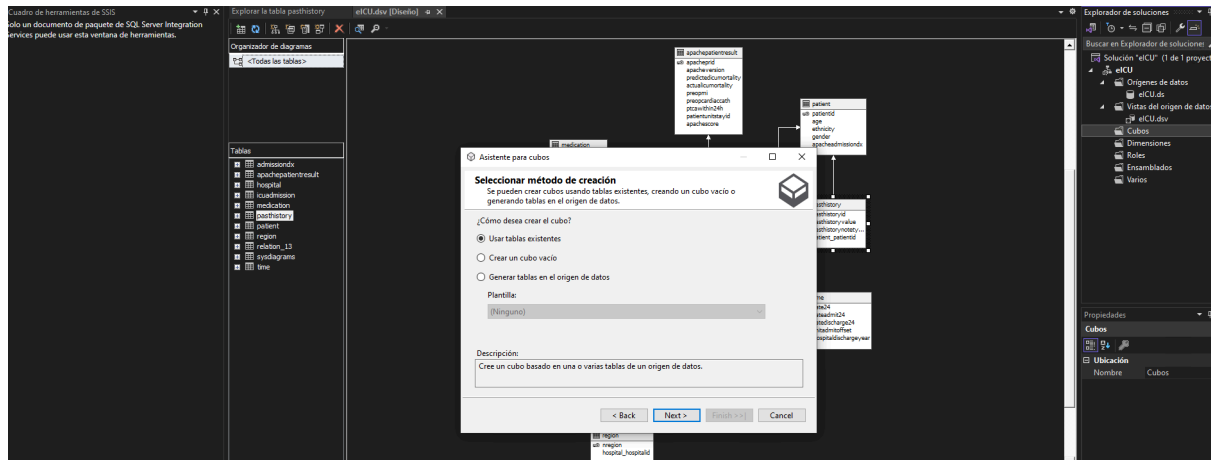 Cuadro de herramientas de SSIS
Solo un documento de paquete de SQL Server Integration
Services puede usar esta ventana de herramientas.
Explorar la tabla pasthistory
eICU.dsv [Diseño]
Organizador de diagramas
<Todas las tablas>
Tablas
admissiondx
apachepatientresult
hospital
icuadmission
medication
pasthistory
patient
region
relation_13
sysdiagrams
time
apachepatientresult
apacheprid
apacheversion
predictedicumortality
actualicumortality
preopmi
preopcardiaccath
ptcawithin24h
patientunitstayid
apachescore
patient
patientid
age
ethnicity
gender
apacheadmissiondx
medication
Asistente para cubos
Seleccionar método de creación
Se pueden crear cubos usando tablas existentes, creando un cubo vacío o
generando tablas en el origen de datos.
¿Cómo desea crear el cubo?
Usar tablas existentes
Crear un cubo vacío
Generar tablas en el origen de datos
Plantilla:
(Ninguno)
Descripción:
Cree un cubo basado en una o varias tablas de un origen de datos.
< Back
Next >
Finish >>|
Cancel
region
nregion
hospital_hospitalid
Explorador de soluciones
Buscar en Explorador de soluciones
Solución "eICU" (1 de 1 proyect
eICU
Orígenes de datos
eICU.ds
Vistas del origen de datos
eICU.dsv
Cubos
Dimensiones
Roles
Ensamblados
Varios
Propiedades
Cubos
Ubicación
Nombre Cubos